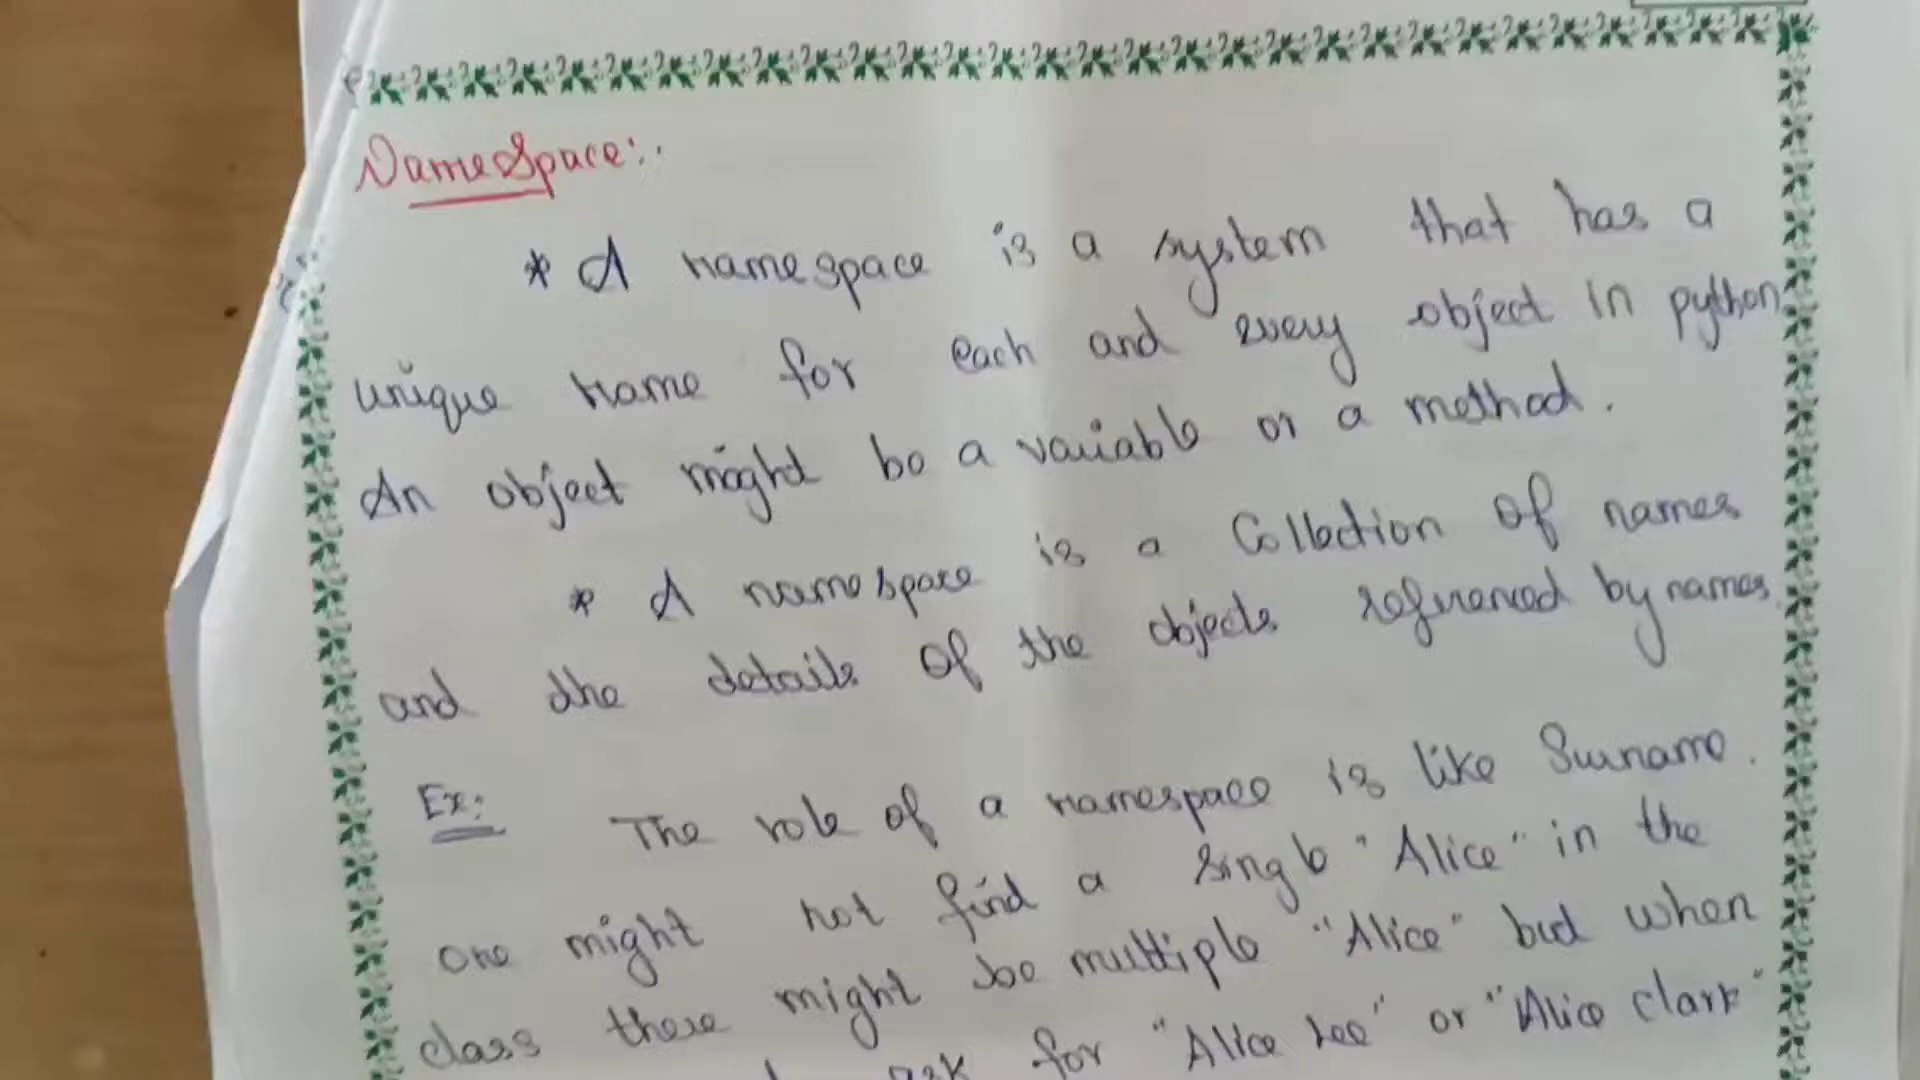 NameSpace:-
* A namespace is a system that has a
unique name for each and every object in python
An object might be a variable or a method.
* A namespace is a Collection of names
and the details of the objects referenced by names
Ex: The role of a namespace is like Surname.
one might not find a single "Alice" in the
class there might be multiple "Alice" but when
ask for "Alice Lee" or "Alice clark"